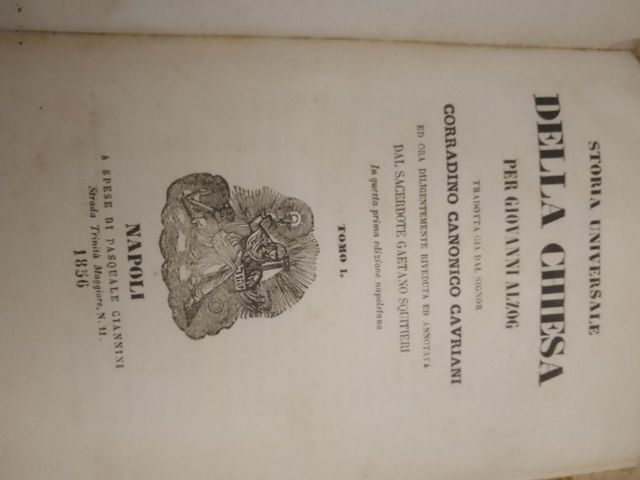 STORIA UNIVERSALE
DELLA CHIESA
PER GIOVANNI ALZOG
TRADOTTA GIÀ DAL SIGNOR
CORRADINO CANONICO CAVRIANI
ED ORA DILIGENTEMENTE RIVEDUTA ED ANNOTATA
DAL SACERDOTE GAETANO SQUITIERI
In questa prima edizione napoletana
TOMO I.
NAPOLI
A SPESE DI PASQUALE GIANNINI
Strada Trinità Maggiore, N. 11.
1856